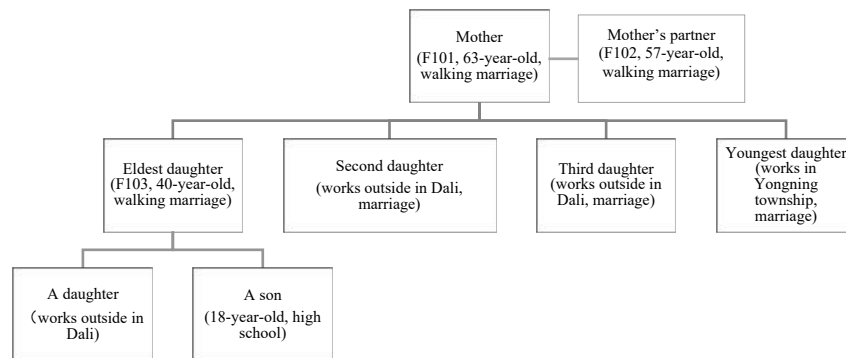 Mother
(F101, 63-year-old,
walking marriage)
Mother’s partner
(F102, 57-year-old,
walking marriage)
Eldest daughter
(F103, 40-year-old,
walking marriage)
Second daughter
(works outside in Dali,
marriage)
Third daughter
(works outside in
Dali, marriage)
Youngest daughter
(works in
Yongning
township,
marriage)
A daughter
（works outside in
Dali)
A son
(18-year-old, high
school)